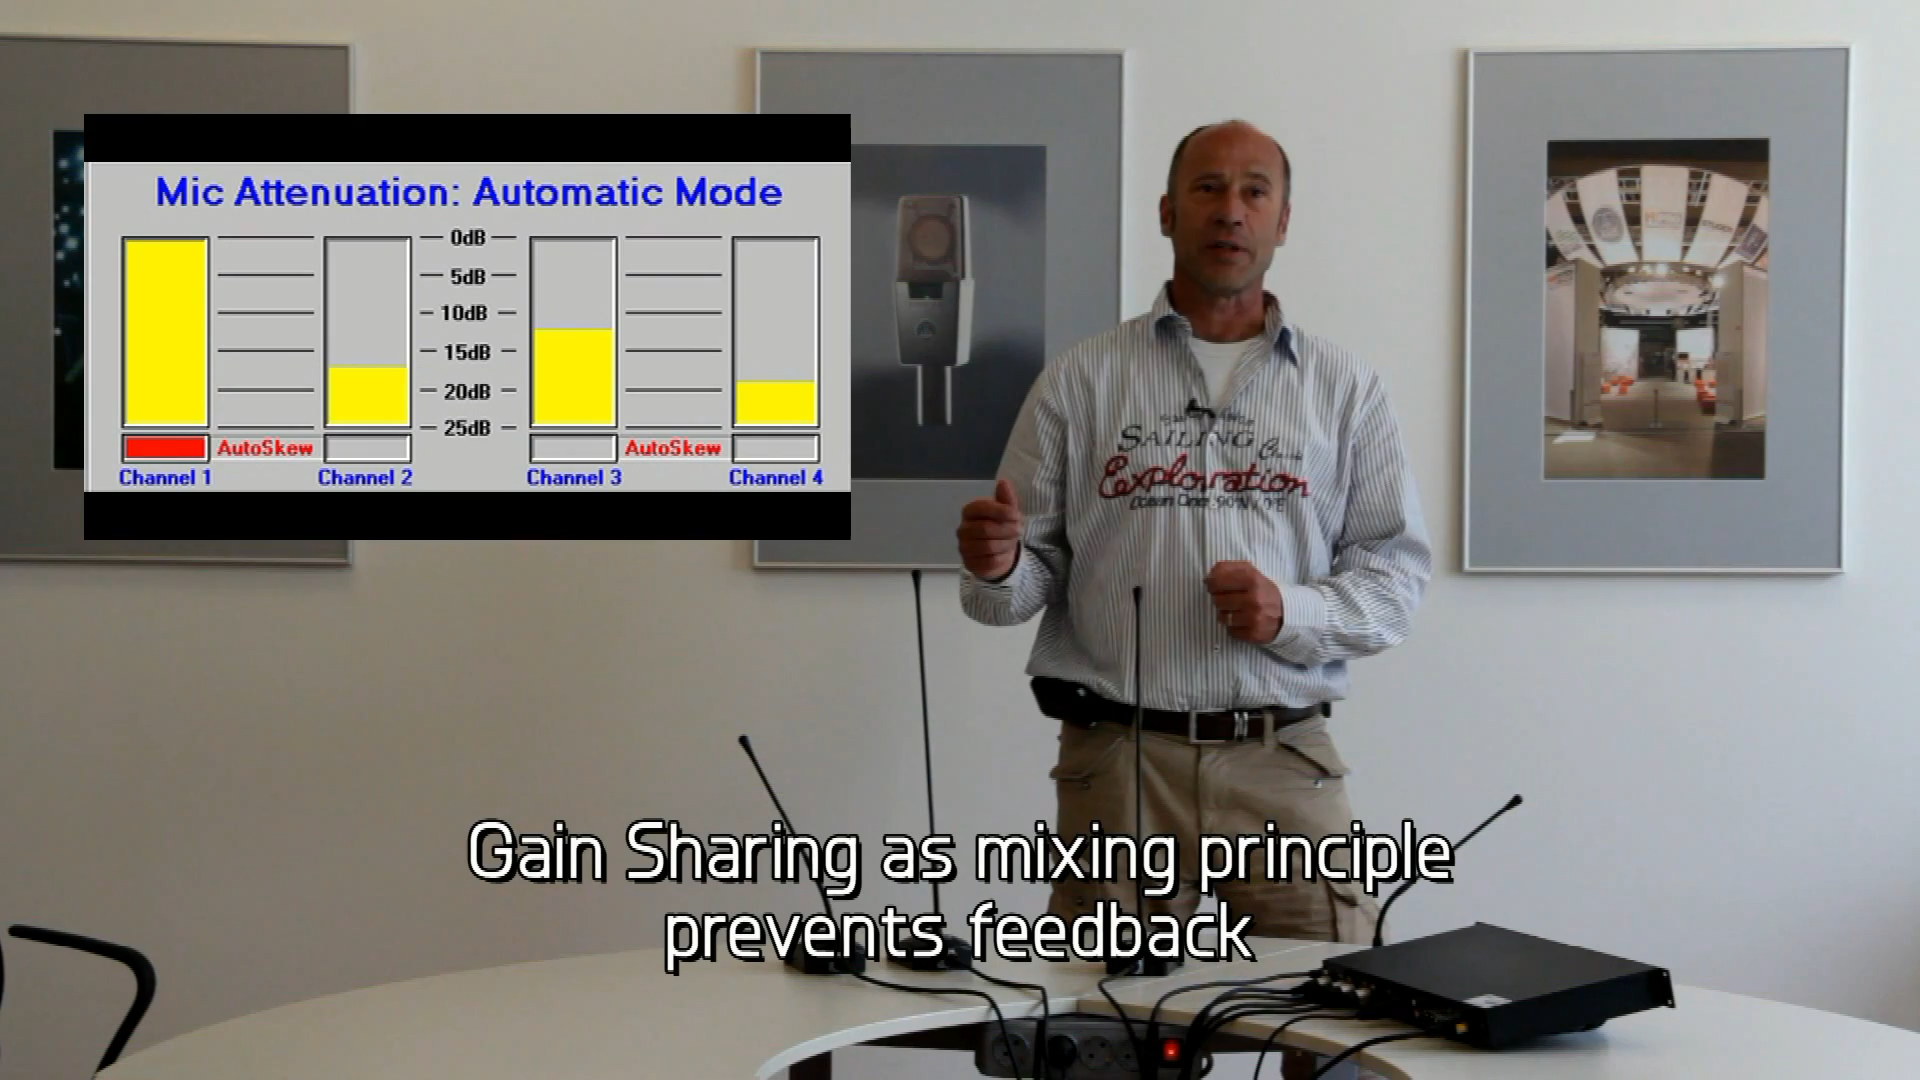 Mic Attenuation: Automatic Mode
0dB
5dB
10dB
15dB
20dB
25dB
AutoSkew
AutoSkew
Channel 1
Channel 2
Channel 3
Channel 4
SAILING
Exploration
Gain Sharing as mixing principle
prevents feedback